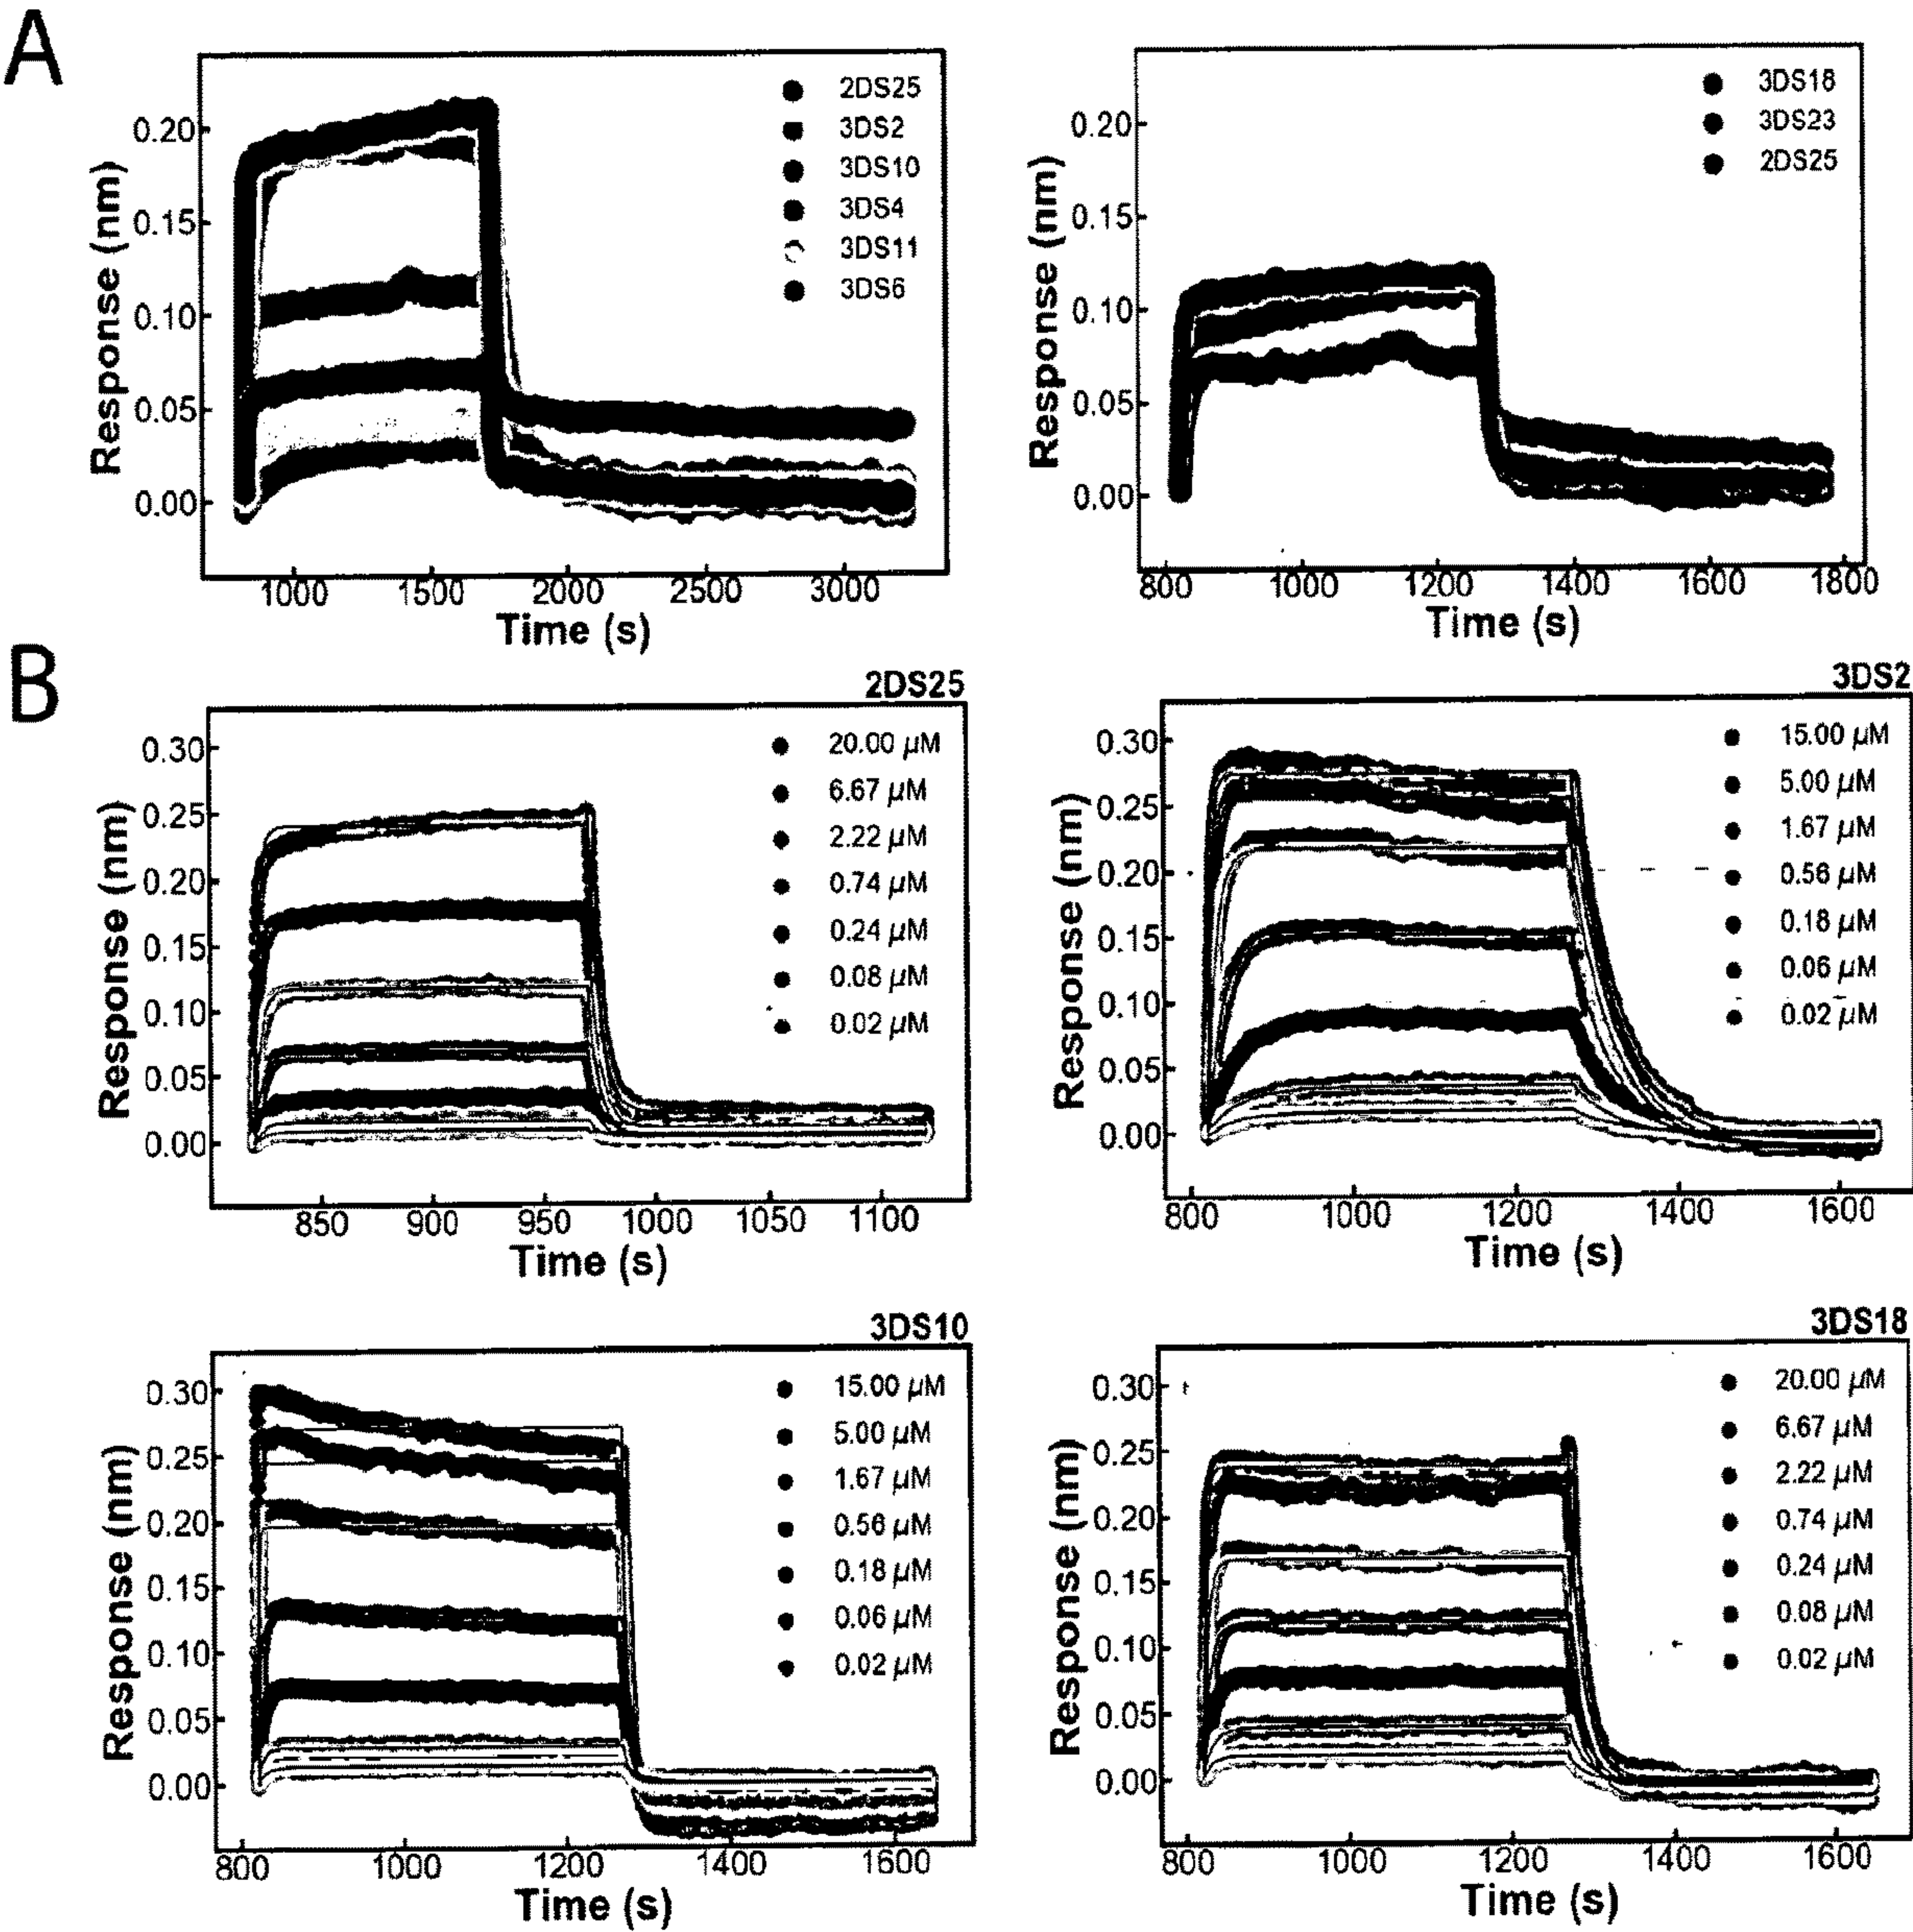 A
Response (nm)
0.20
0.15
0.10
0.05
0.00
1000 1500 2000 2500 3000
Time (s)
2DS25
3DS2
3DS10
3DS4
3DS11
3DS6
Response (nm)
0.20
0.15
0.10
0.05
0.00
800 1000 1200 1400 1600 1800
Time (s)
3DS18
3DS23
2DS25
B
2DS25
Response (nm)
0.30
0.25
0.20
0.15
0.10
0.05
0.00
850 900 950 1000 1050 1100
Time (s)
20.00 µM
6.67 µM
2.22 µM
0.74 µM
0.24 µM
0.08 µM
0.02 µM
3DS2
Response (nm)
0.30
0.25
0.20
0.15
0.10
0.05
0.00
800 1000 1200 1400 1600
Time (s)
15.00 µM
5.00 µM
1.67 µM
0.56 µM
0.18 µM
0.06 µM
0.02 µM
3DS10
Response (nm)
0.30
0.25
0.20
0.15
0.10
0.05
0.00
800 1000 1200 1400 1600
Time (s)
15.00 µM
5.00 µM
1.67 µM
0.56 µM
0.18 µM
0.06 µM
0.02 µM
3DS18
Response (nm)
0.30
0.25
0.20
0.15
0.10
0.05
0.00
800 1000 1200 1400 1600
Time (s)
20.00 µM
6.67 µM
2.22 µM
0.74 µM
0.24 µM
0.08 µM
0.02 µM